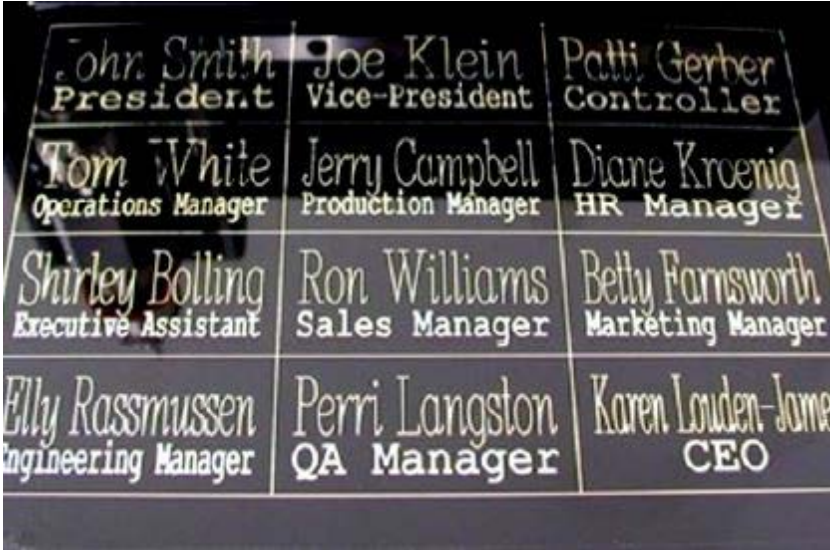 John Smith
President
Joe Klein
Vice-President
Patti Gerber
Controller
Tom White
Operations Manager
Jerry Campbell
Production Manager
Diane Kroenig
HR Manager
Shirley Bolling
Executive Assistant
Ron Williams
Sales Manager
Betty Farnsworth
Marketing Manager
Elly Rassmussen
Engineering Manager
Perri Langston
QA Manager
Karen Louden-Jame
CEO